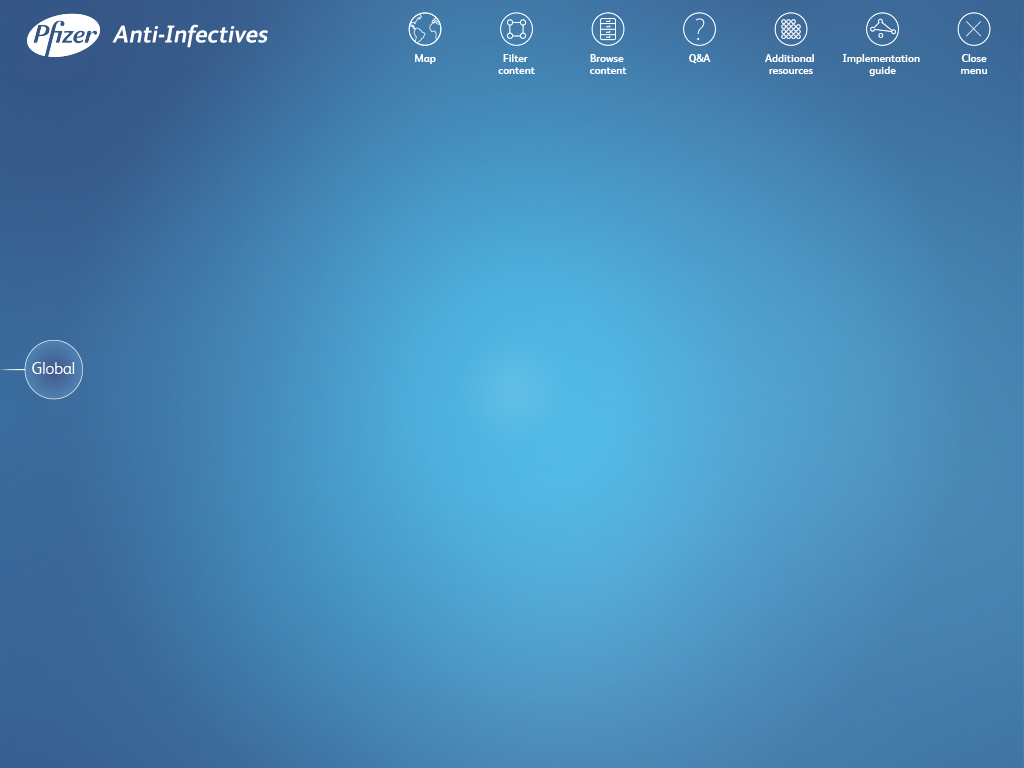 Pfizer Anti-Infectives
Map
Filter
content
Browse
content
Q&A
Additional
resources
Implementation
guide
Close
menu
Global